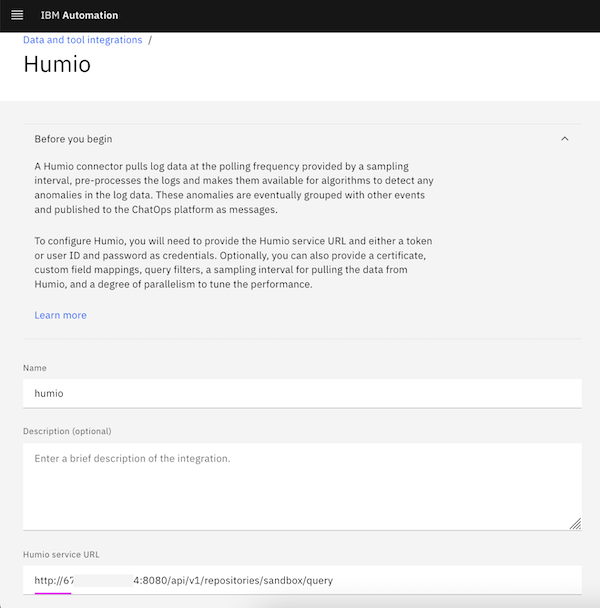 IBM Automation
Data and tool integrations /
Humio
Before you begin
A Humio connector pulls log data at the polling frequency provided by a sampling
interval, pre-processes the logs and makes them available for algorithms to detect any
anomalies in the log data. These anomalies are eventually grouped with other events
and published to the ChatOps platform as messages.
To configure Humio, you will need to provide the Humio service URL and either a token
or user ID and password as credentials. Optionally, you can also provide a certificate,
custom field mappings, query filters, a sampling interval for pulling the data from
Humio, and a degree of parallelism to tune the performance.
Learn more
Name
humio
Description (optional)
Enter a brief description of the integration.
Humio service URL
http://67 4:8080/api/v1/repositories/sandbox/query